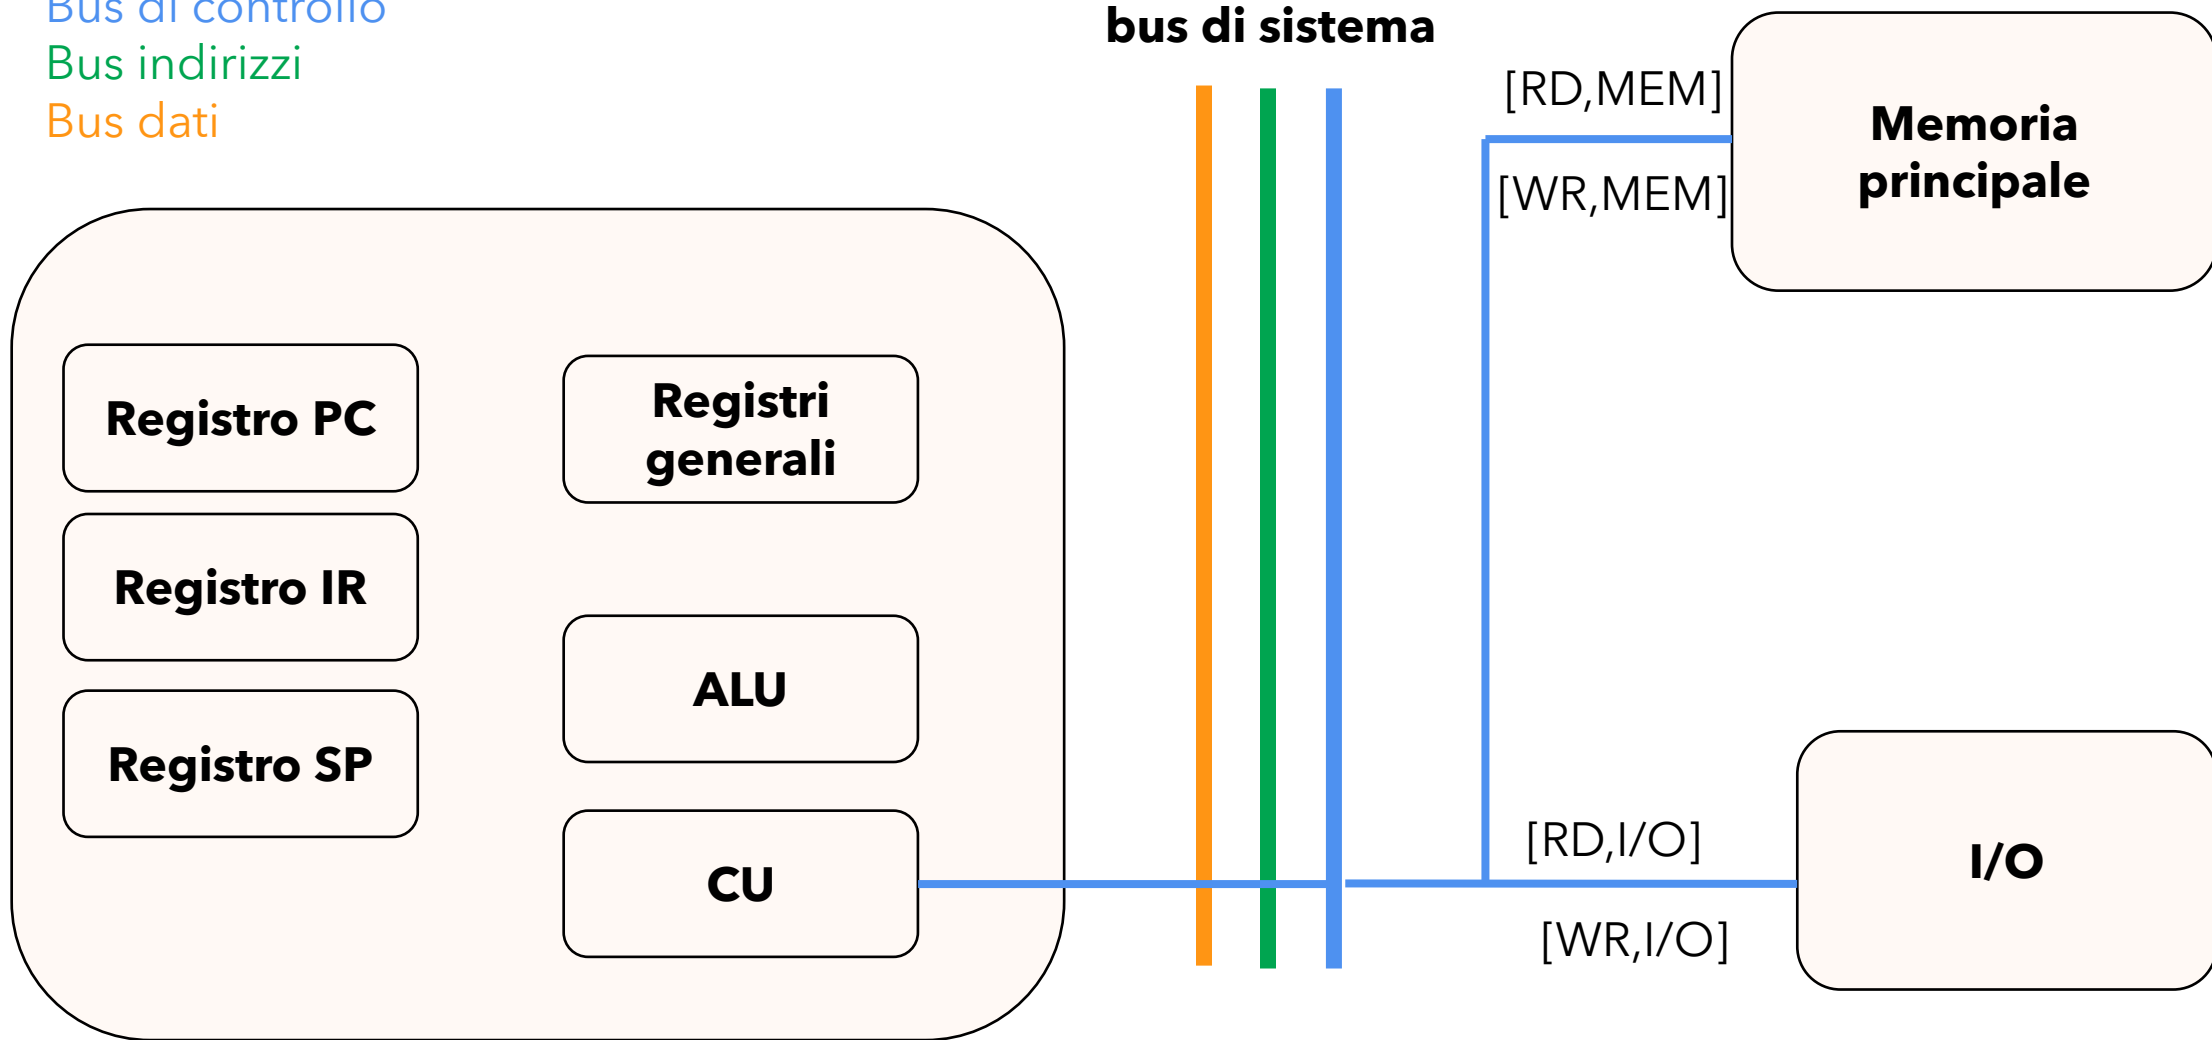 Bus di controllo
Bus indirizzi
Bus dati
bus di sistema
[RD,MEM]
[WR,MEM]
Memoria
principale
Registro PC
Registri
generali
Registro IR
ALU
Registro SP
CU
[RD,I/O]
[WR,I/O]
I/O